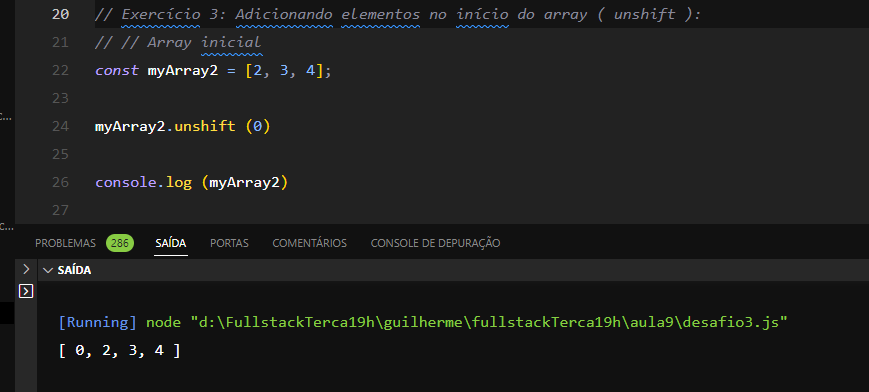 20 // Exercício 3: Adicionando elementos no início do array ( unshift ):
21 // // Array inicial
22 const myArray2 = [2, 3, 4];
23
24 myArray2.unshift (0)
25
26 console.log (myArray2)
27
c...
c...
PROBLEMAS 286 SAÍDA PORTAS COMENTÁRIOS CONSOLE DE DEPURAÇÃO
SAÍDA
[Running] node "d:\FullstackTerca19h\guilherme\fullstackTerca19h\aula9\desafio3.js"
[ 0, 2, 3, 4 ]